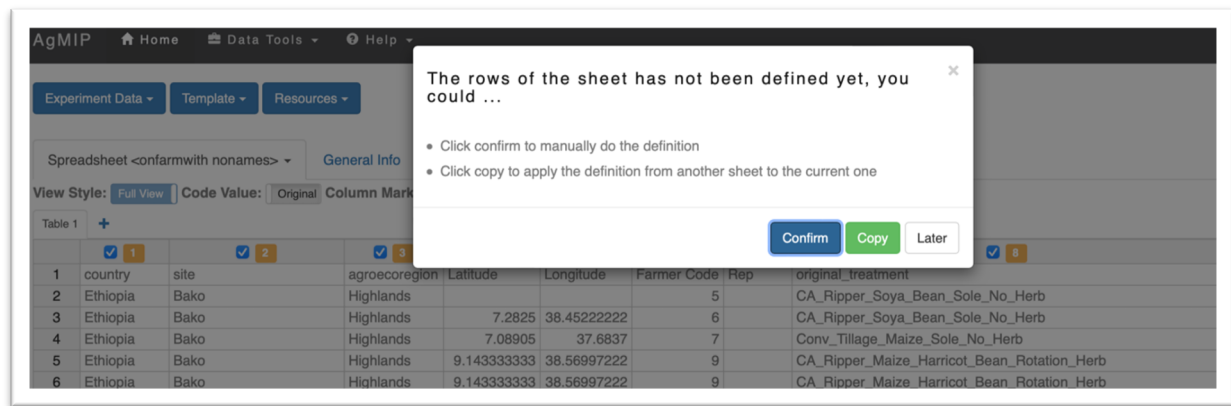 AgMIP Home Data Tools Help
The rows of the sheet has not been defined yet, you
could ...
×
Click confirm to manually do the definition
Click copy to apply the definition from another sheet to the current one
Confirm Copy Later
Experiment Data Template Resources
Spreadsheet <onfarmwith nonames> General Info
View Style: Full View Code Value: Original Column Mark
Table 1 +
1 2 3 8
1 country site agroecoregion Latitude Longitude Farmer Code Rep original_treatment
2 Ethiopia Bako Highlands 5 CA_Ripper_Soya_Bean_Sole_No_Herb
3 Ethiopia Bako Highlands 7.2825 38.45222222 6 CA_Ripper_Soya_Bean_Sole_No_Herb
4 Ethiopia Bako Highlands 7.08905 37.6837 7 Conv_Tillage_Maize_Sole_No_Herb
5 Ethiopia Bako Highlands 9.143333333 38.56997222 9 CA_Ripper_Maize_Harricot_Bean_Rotation_Herb
6 Ethiopia Bako Highlands 9.143333333 38.56997222 9 CA_Ripper_Maize_Harricot_Bean_Rotation_Herb